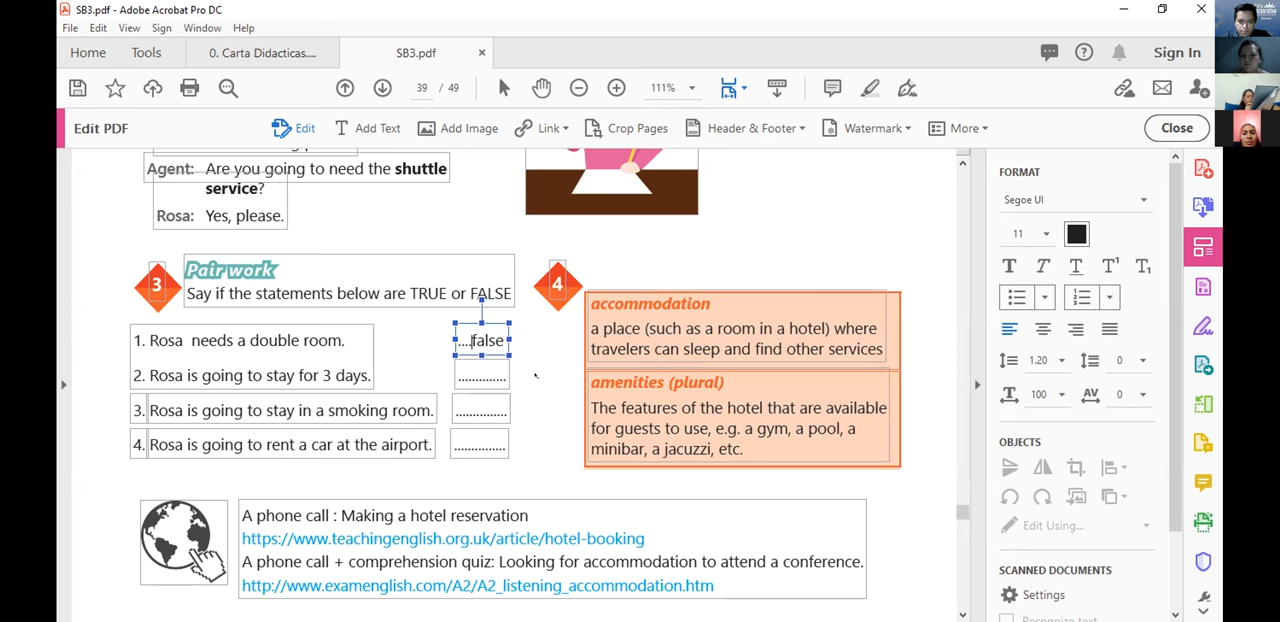 SB3.pdf - Adobe Acrobat Pro DC
File Edit View Sign Window Help
Home Tools 0. Carta Didacticas.... SB3.pdf × Sign In
39 / 49 111%
Edit PDF Edit Add Text Add Image Link Crop Pages Header & Footer Watermark More Close
Agent: Are you going to need the shuttle
service?
Rosa: Yes, please.
3 Pair work
Say if the statements below are TRUE or FALSE
1. Rosa needs a double room. ....false
2. Rosa is going to stay for 3 days. .............
3. Rosa is going to stay in a smoking room. ..............
4. Rosa is going to rent a car at the airport. ..............
4
accommodation
a place (such as a room in a hotel) where
travelers can sleep and find other services
amenities (plural)
The features of the hotel that are available
for guests to use, e.g. a gym, a pool, a
minibar, a jacuzzi, etc.
A phone call : Making a hotel reservation
https://www.teachingenglish.org.uk/article/hotel-booking
A phone call + comprehension quiz: Looking for accommodation to attend a conference.
http://www.examenglish.com/A2/A2_listening_accommodation.htm
FORMAT
Segoe UI
11
T T T T¹ T₁
1.20 0
100 AV 0
OBJECTS
Edit Using...
SCANNED DOCUMENTS
Settings
Recognize text